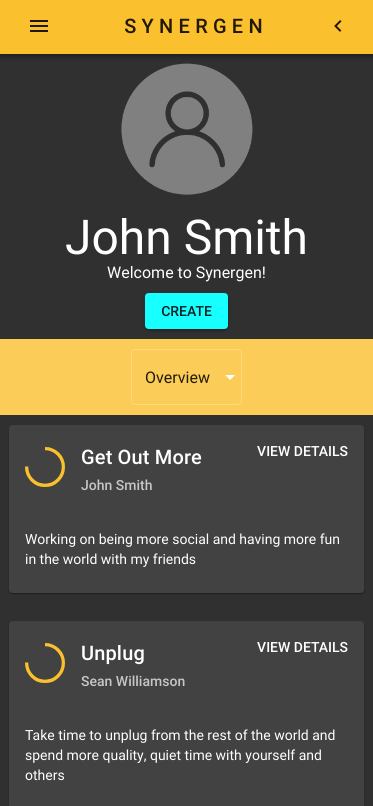 SYNERGEN
John Smith
Welcome to Synergen!
CREATE
Overview
Get Out More
VIEW DETAILS
John Smith
Working on being more social and having more fun
in the world with my friends
Unplug
VIEW DETAILS
Sean Williamson
Take time to unplug from the rest of the world and
spend more quality, quiet time with yourself and
others